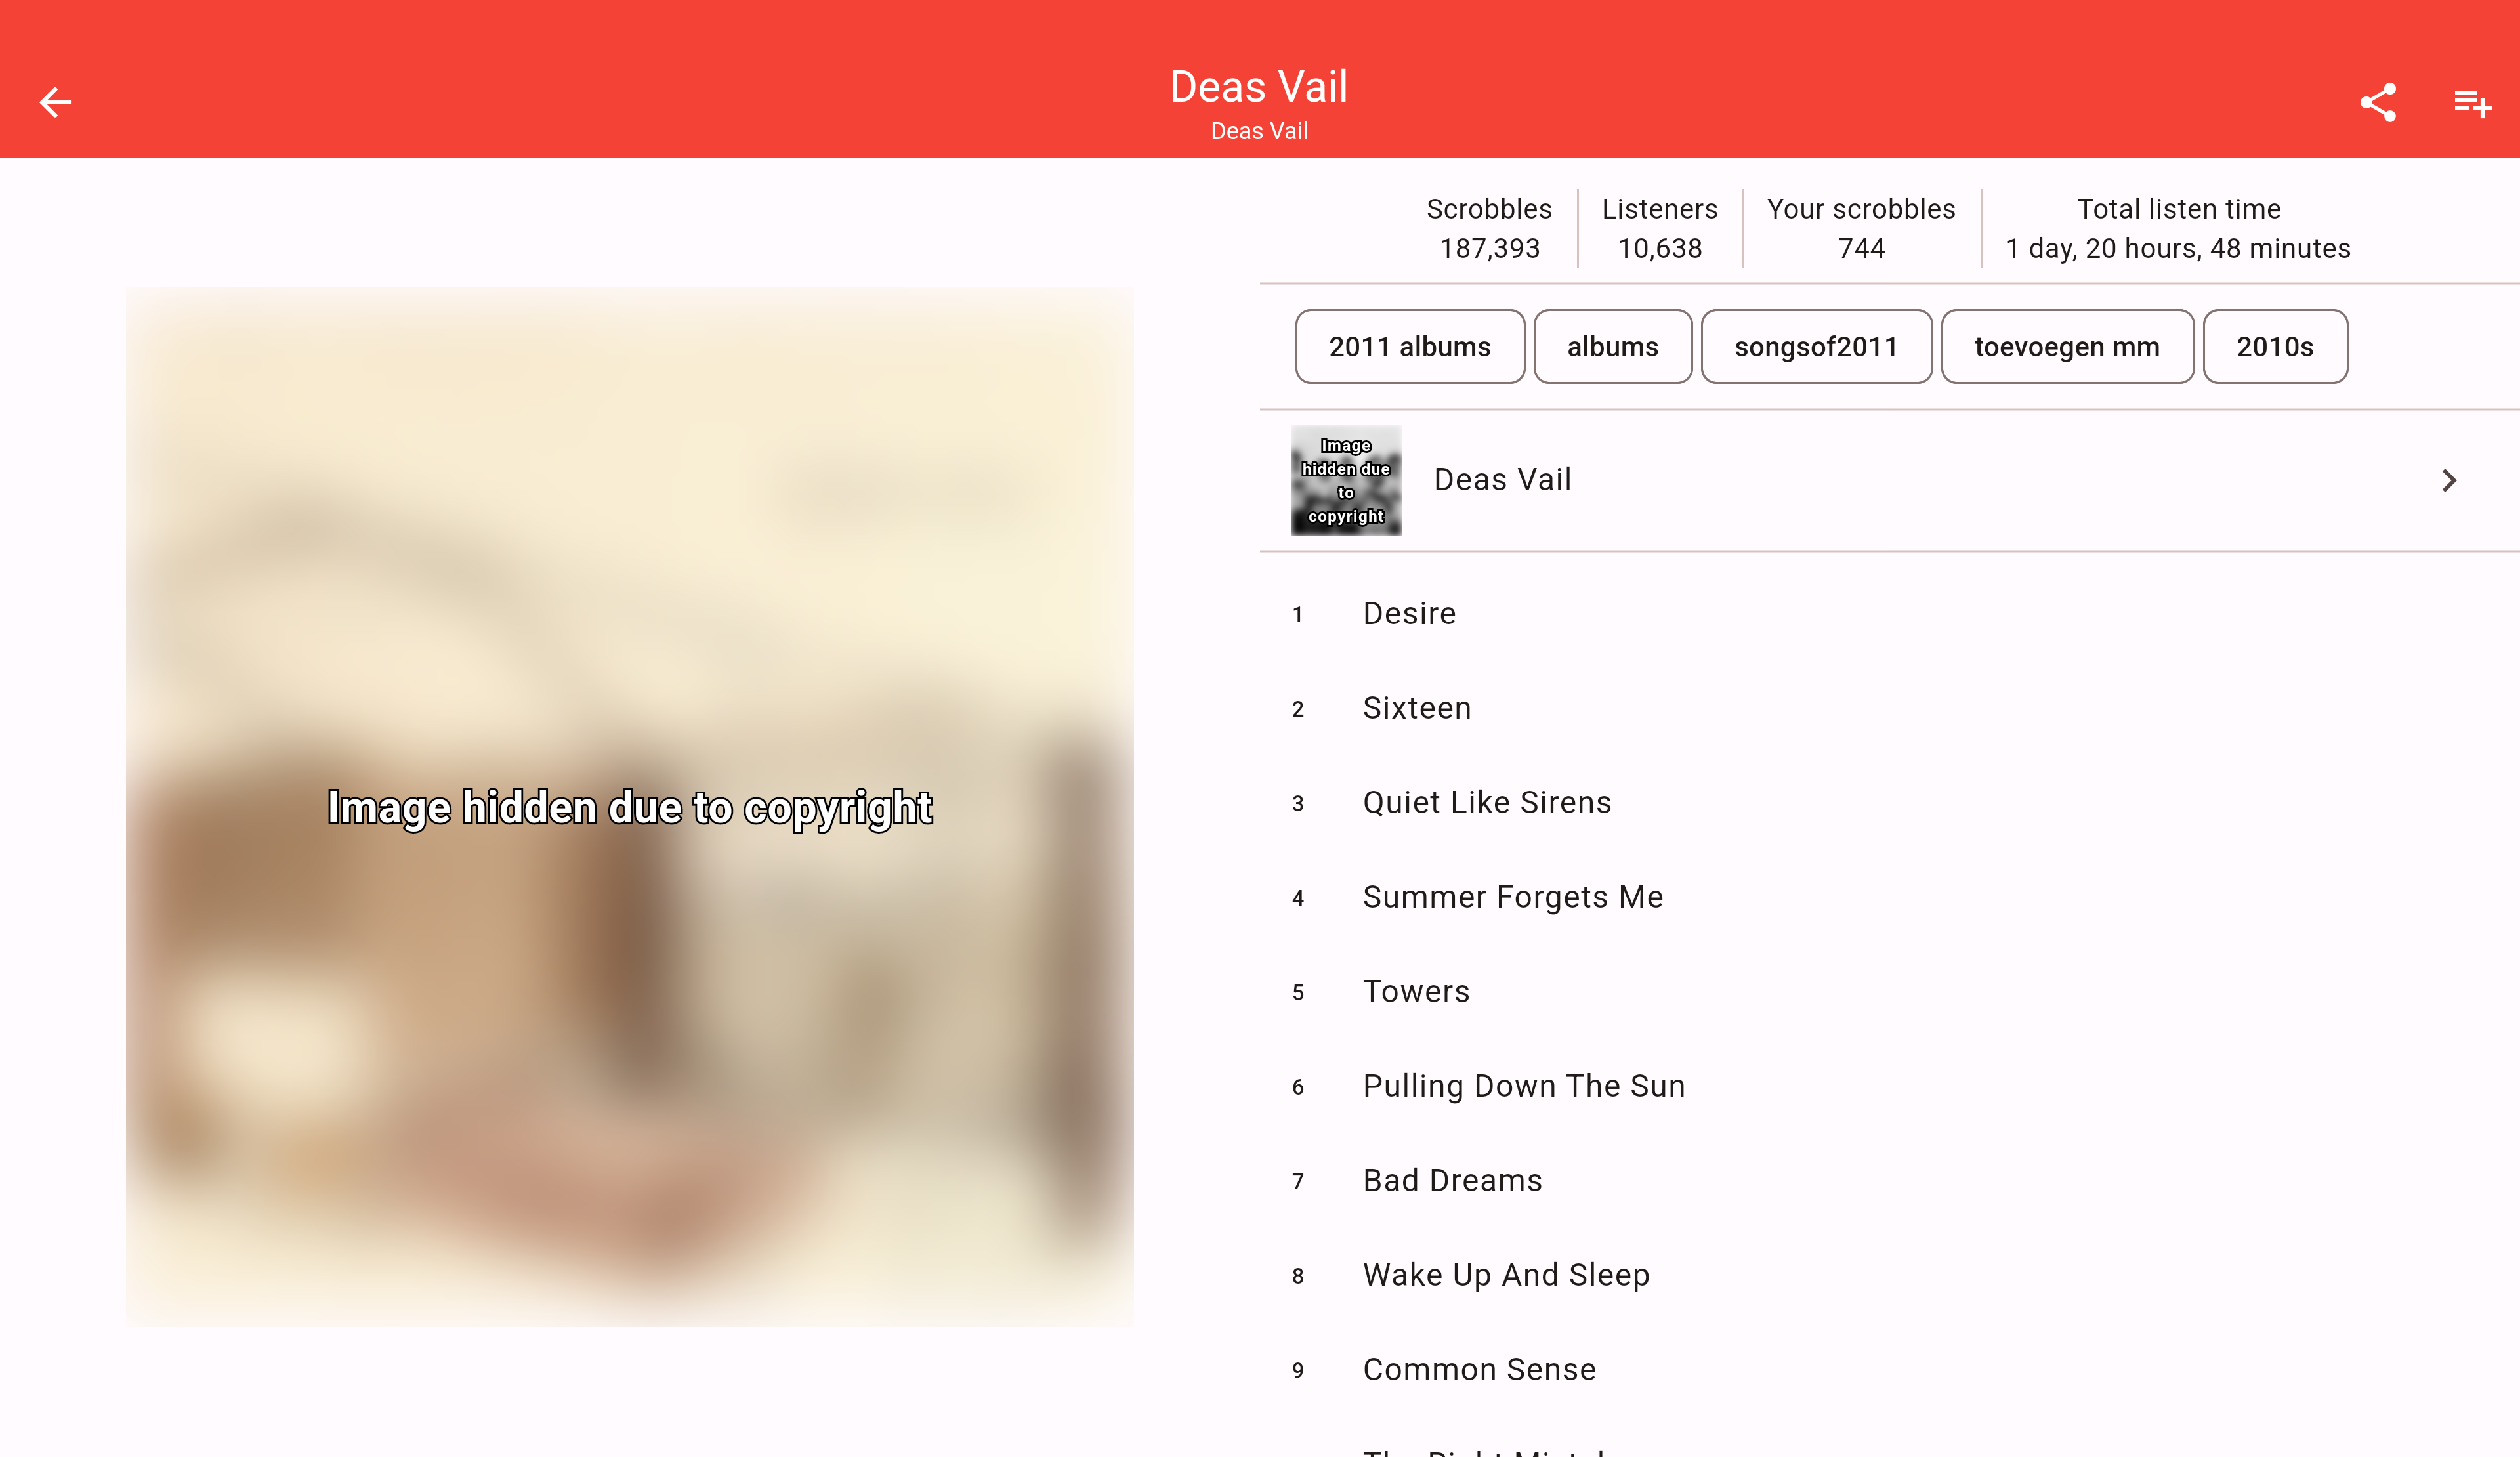 Deas Vail
Deas Vail
Scrobbles
187,393
Listeners
10,638
Your scrobbles
744
Total listen time
1 day, 20 hours, 48 minutes
2011 albums
albums
songsof2011
toevoegen mm
2010s
Image hidden due to copyright
Image
hidden due
to
copyright
Deas Vail
1 Desire
2 Sixteen
3 Quiet Like Sirens
4 Summer Forgets Me
5 Towers
6 Pulling Down The Sun
7 Bad Dreams
8 Wake Up And Sleep
9 Common Sense